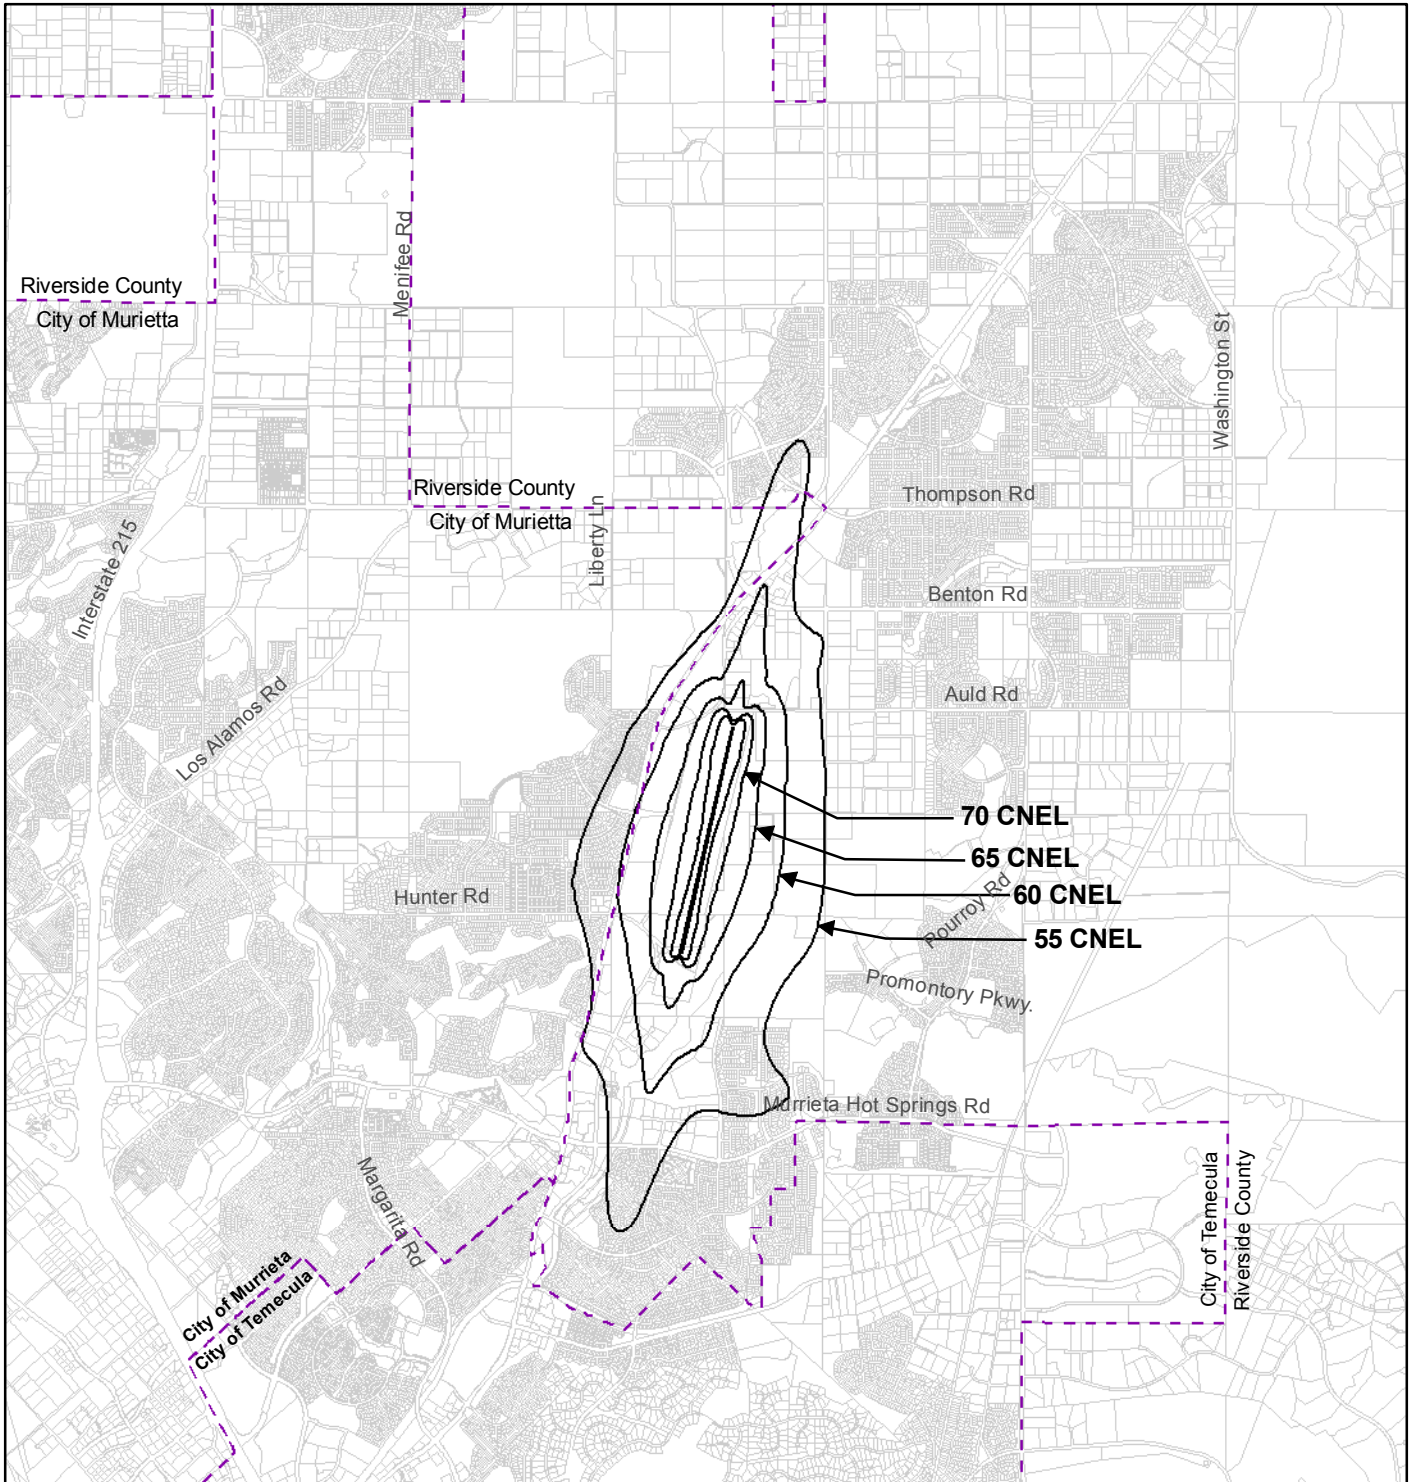 Menifee Rd
Riverside County
City of Murietta
Washington St
Riverside County
City of Murietta
Thompson Rd
Interstate 215
Liberty Ln
Benton Rd
Los Alamos Rd
Auld Rd
70 CNEL
65 CNEL
Hunter Rd
60 CNEL
Pourroy Rd
55 CNEL
Promontory Pkwy.
Murrieta Hot Springs Rd
Margarita Rd
City of Temecula
Riverside County
City of Murrieta
City of Temecula